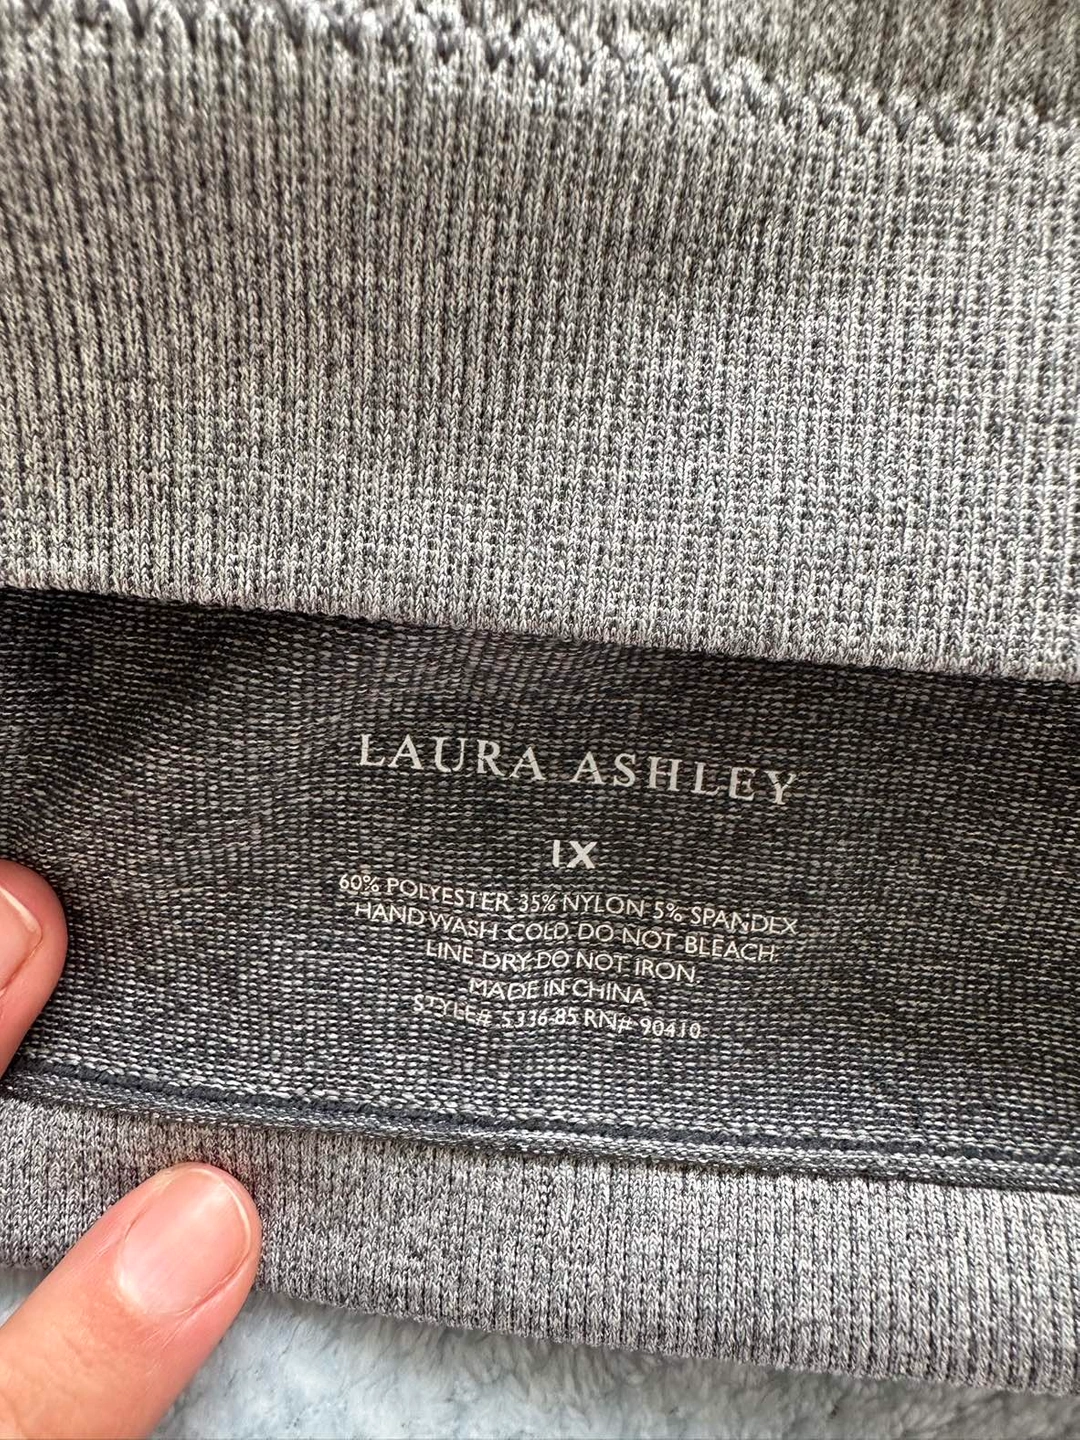 LAURA ASHLEY
1X
60% POLYESTER 35% NYLON 5% SPANDEX
HAND WASH COLD. DO NOT BLEACH
LINE DRY. DO NOT IRON.
MADE IN CHINA
STYLE# 5336-85 RN# 90410